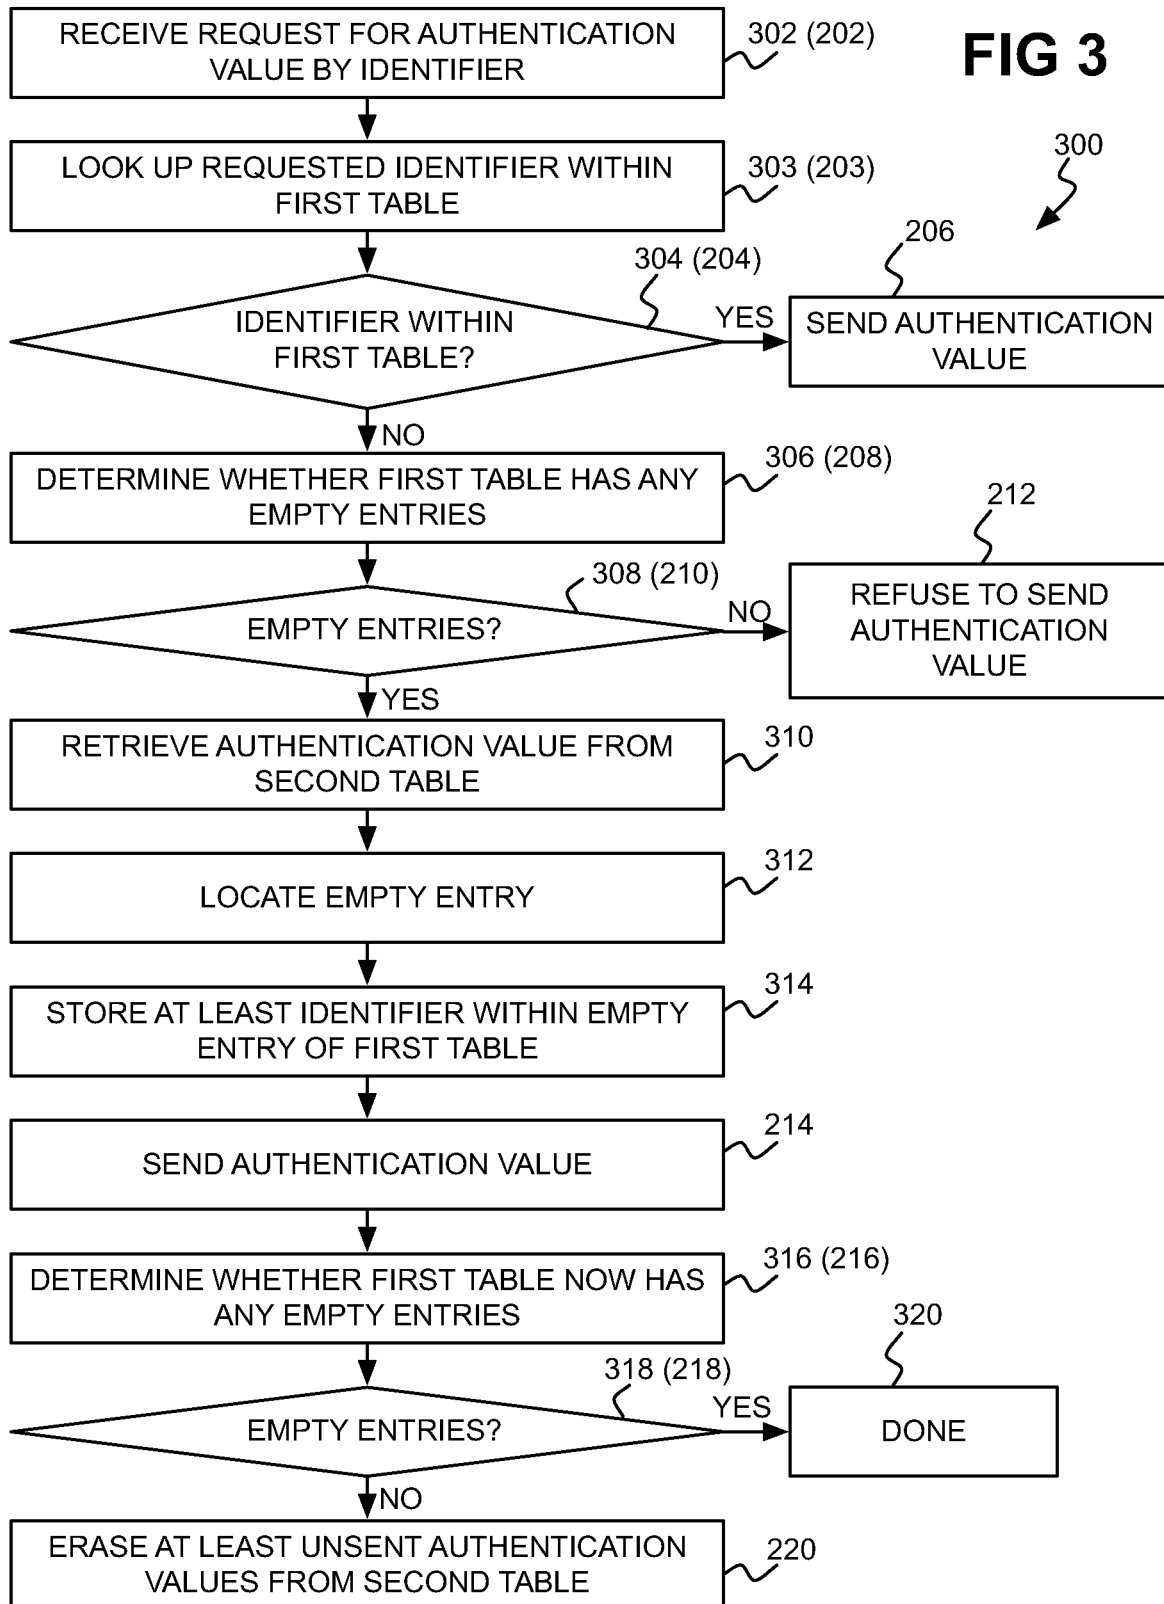 RECEIVE REQUEST FOR AUTHENTICATION
VALUE BY IDENTIFIER
302 (202)
FIG 3
LOOK UP REQUESTED IDENTIFIER WITHIN
FIRST TABLE
303 (203)
300
304 (204)
206
IDENTIFIER WITHIN
FIRST TABLE?
YES
SEND AUTHENTICATION
VALUE
NO
DETERMINE WHETHER FIRST TABLE HAS ANY
EMPTY ENTRIES
306 (208)
212
308 (210)
EMPTY ENTRIES?
NO
REFUSE TO SEND
AUTHENTICATION
VALUE
YES
RETRIEVE AUTHENTICATION VALUE FROM
SECOND TABLE
310
LOCATE EMPTY ENTRY
312
STORE AT LEAST IDENTIFIER WITHIN EMPTY
ENTRY OF FIRST TABLE
314
SEND AUTHENTICATION VALUE
214
DETERMINE WHETHER FIRST TABLE NOW HAS
ANY EMPTY ENTRIES
316 (216)
320
318 (218)
EMPTY ENTRIES?
YES
DONE
NO
ERASE AT LEAST UNSENT AUTHENTICATION
VALUES FROM SECOND TABLE
220